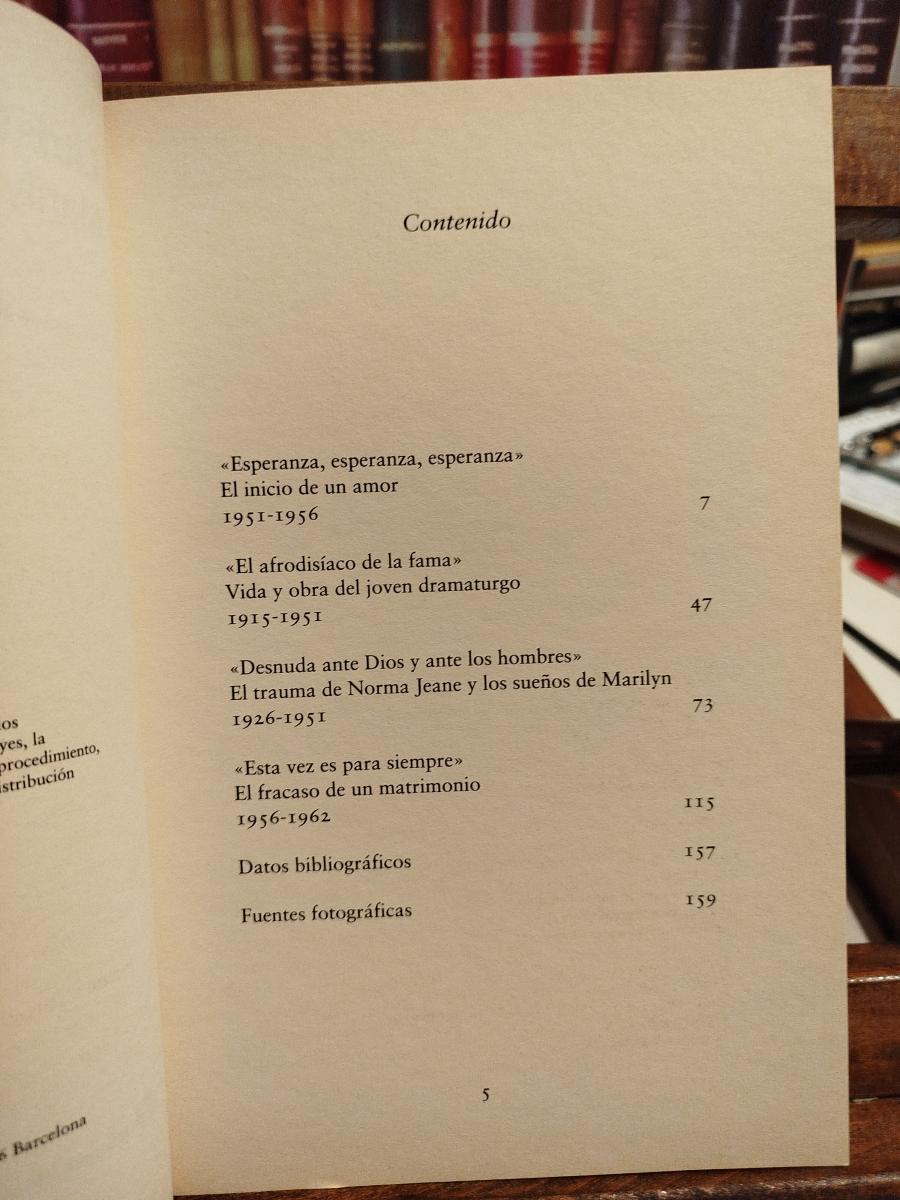 Contenido
«Esperanza, esperanza, esperanza»
El inicio de un amor
1951-1956 7
«El afrodisíaco de la fama»
Vida y obra del joven dramaturgo
1915-1951 47
«Desnuda ante Dios y ante los hombres»
El trauma de Norma Jeane y los sueños de Marilyn
1926-1951 73
«Esta vez es para siempre»
El fracaso de un matrimonio
1956-1962 115
Datos bibliográficos 157
Fuentes fotográficas 159
5
os
yes, la
procedimiento,
stribución
Barcelona